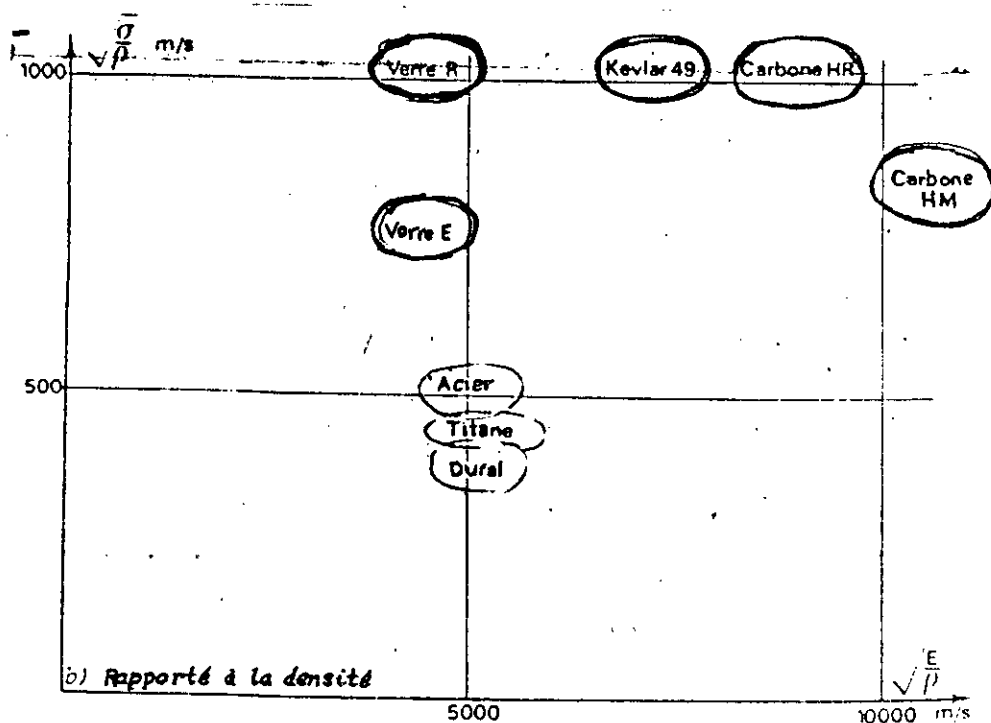 √σ̅/ρ m/s
1000
Verre R
Kevlar 49
Carbone HR
Carbone
HM
Verre E
500
Acier
Titane
Dural
b) Rapporté à la densité
√E/ρ
5000
10000 m/s